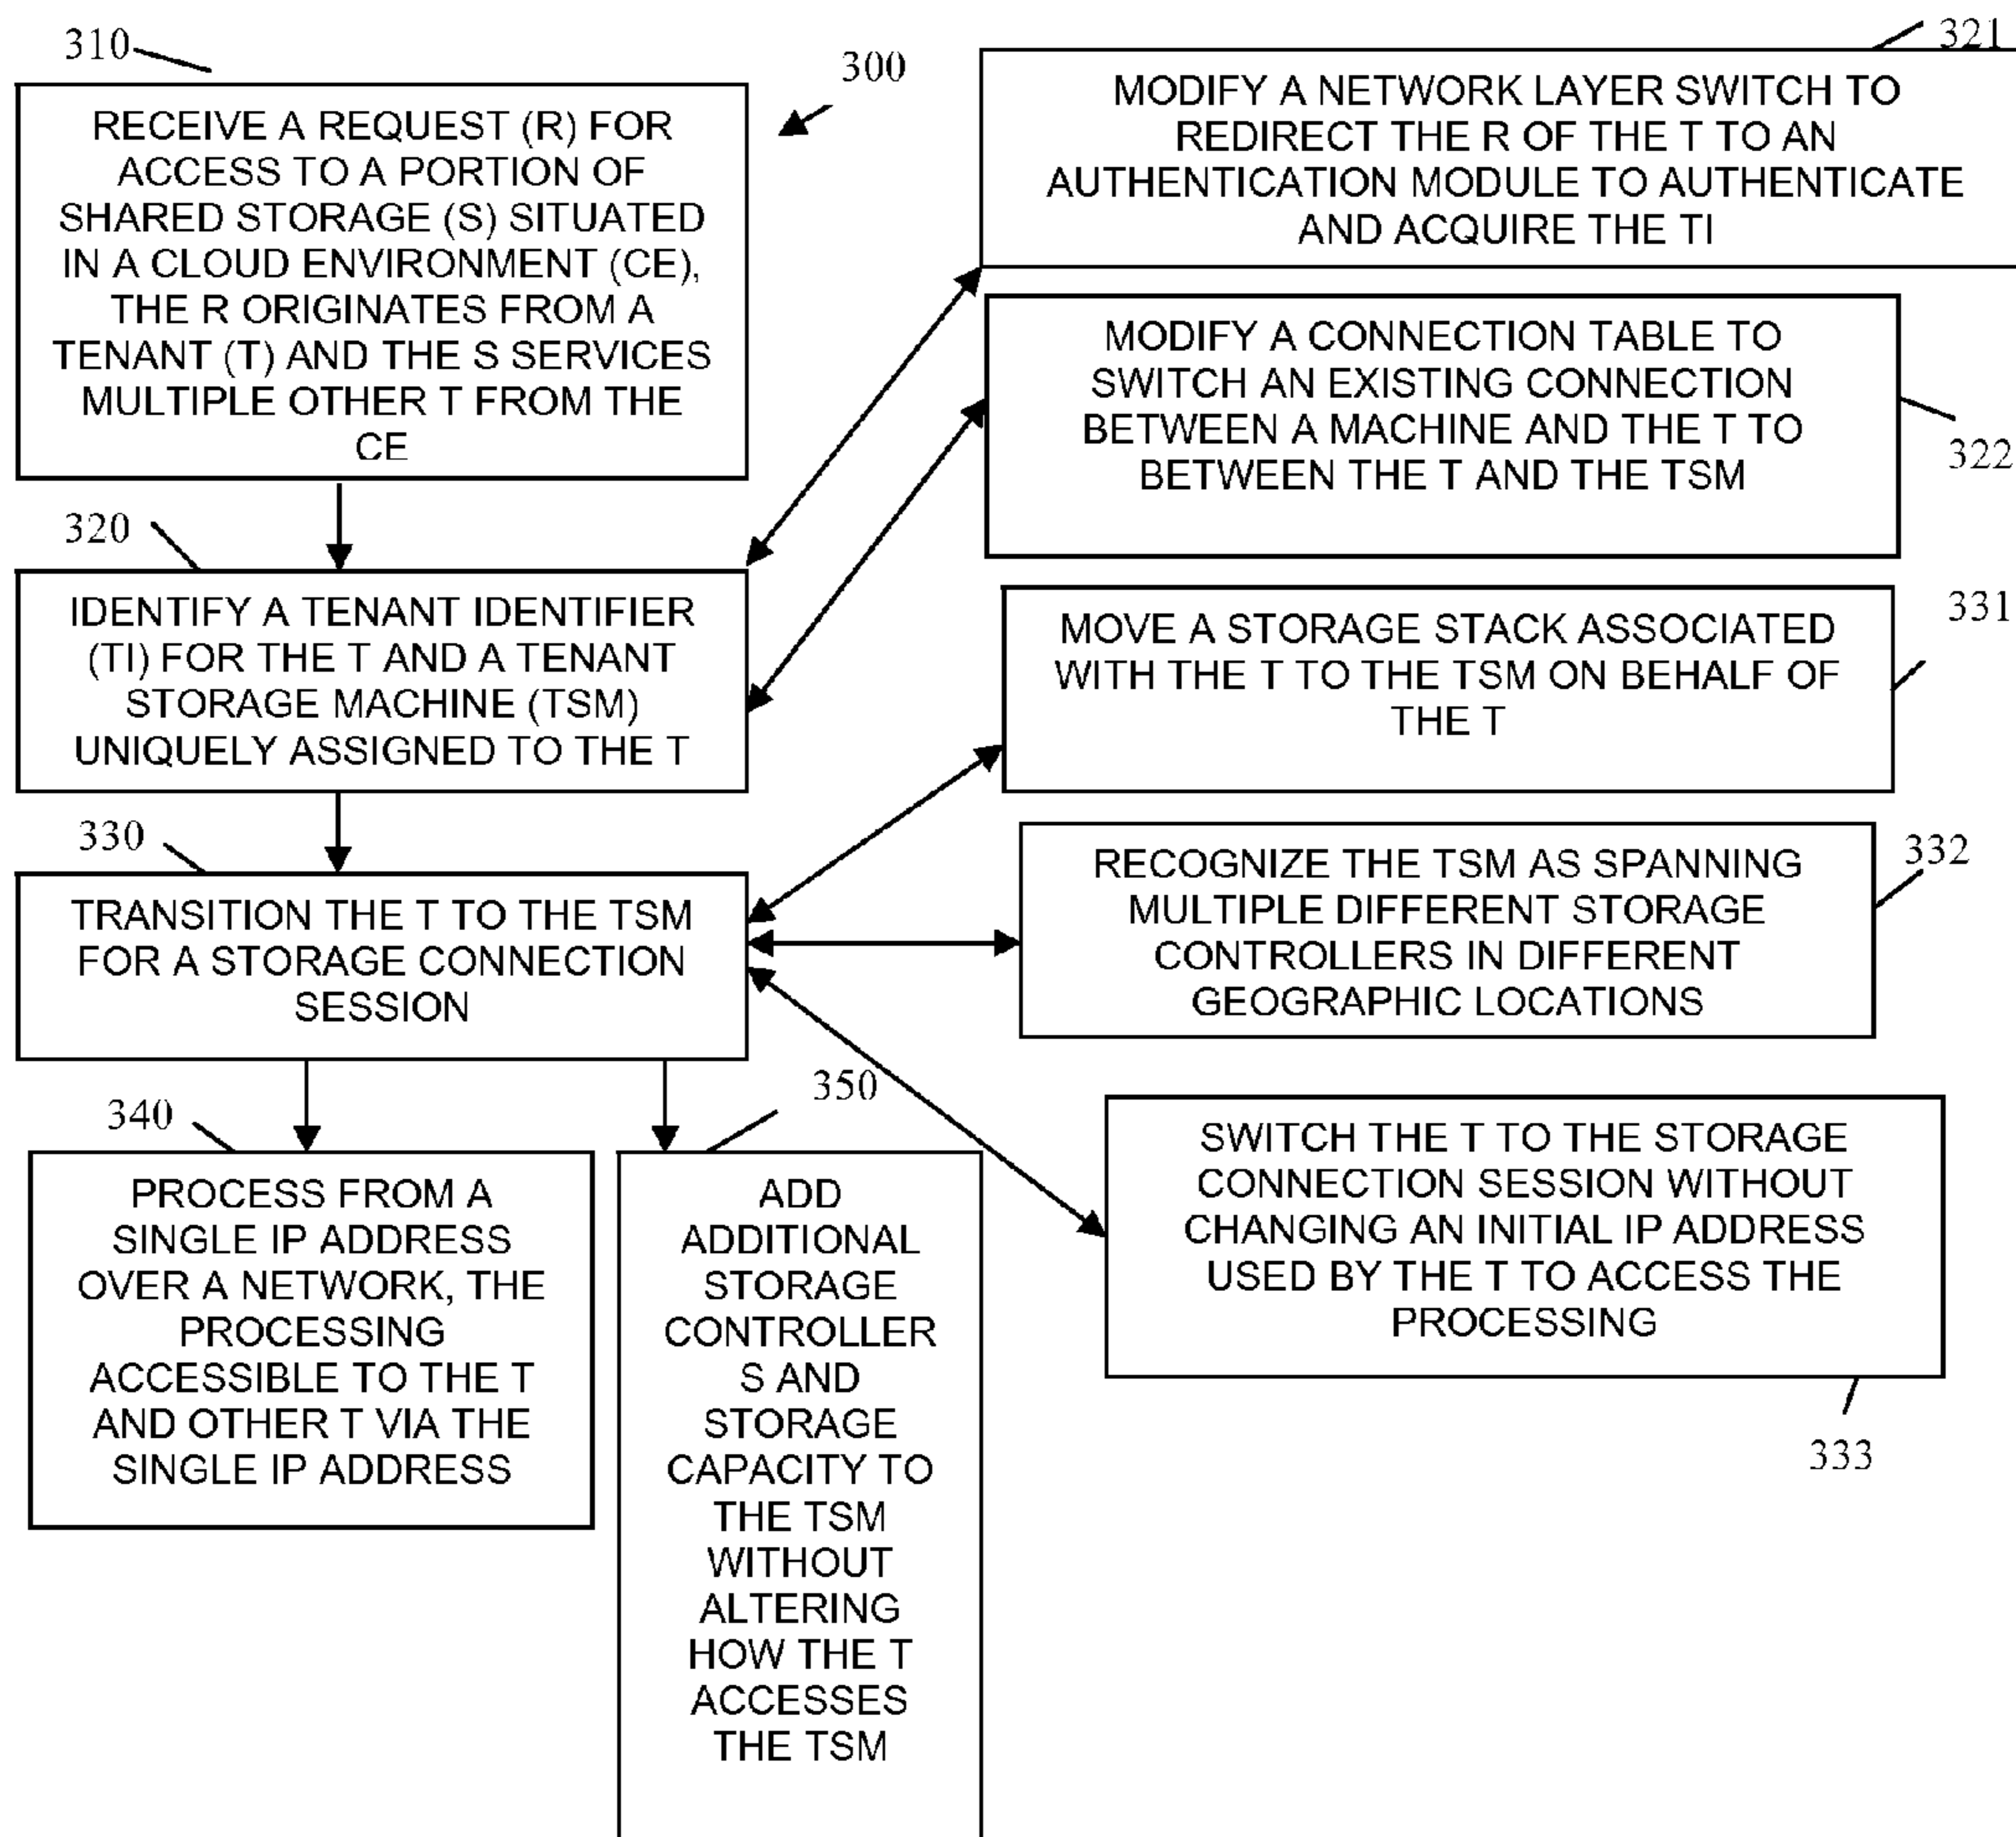 310
RECEIVE A REQUEST (R) FOR
ACCESS TO A PORTION OF
SHARED STORAGE (S) SITUATED
IN A CLOUD ENVIRONMENT (CE),
THE R ORIGINATES FROM A
TENANT (T) AND THE S SERVICES
MULTIPLE OTHER T FROM THE
CE
300
321
MODIFY A NETWORK LAYER SWITCH TO
REDIRECT THE R OF THE T TO AN
AUTHENTICATION MODULE TO AUTHENTICATE
AND ACQUIRE THE TI
MODIFY A CONNECTION TABLE TO
SWITCH AN EXISTING CONNECTION
BETWEEN A MACHINE AND THE T TO
BETWEEN THE T AND THE TSM
322
320
IDENTIFY A TENANT IDENTIFIER
(TI) FOR THE T AND A TENANT
STORAGE MACHINE (TSM)
UNIQUELY ASSIGNED TO THE T
331
MOVE A STORAGE STACK ASSOCIATED
WITH THE T TO THE TSM ON BEHALF OF
THE T
330
TRANSITION THE T TO THE TSM
FOR A STORAGE CONNECTION
SESSION
332
RECOGNIZE THE TSM AS SPANNING
MULTIPLE DIFFERENT STORAGE
CONTROLLERS IN DIFFERENT
GEOGRAPHIC LOCATIONS
340
PROCESS FROM A
SINGLE IP ADDRESS
OVER A NETWORK, THE
PROCESSING
ACCESSIBLE TO THE T
AND OTHER T VIA THE
SINGLE IP ADDRESS
350
ADD
ADDITIONAL
STORAGE
CONTROLLER
S AND
STORAGE
CAPACITY TO
THE TSM
WITHOUT
ALTERING
HOW THE T
ACCESSES
THE TSM
SWITCH THE T TO THE STORAGE
CONNECTION SESSION WITHOUT
CHANGING AN INITIAL IP ADDRESS
USED BY THE T TO ACCESS THE
PROCESSING
333